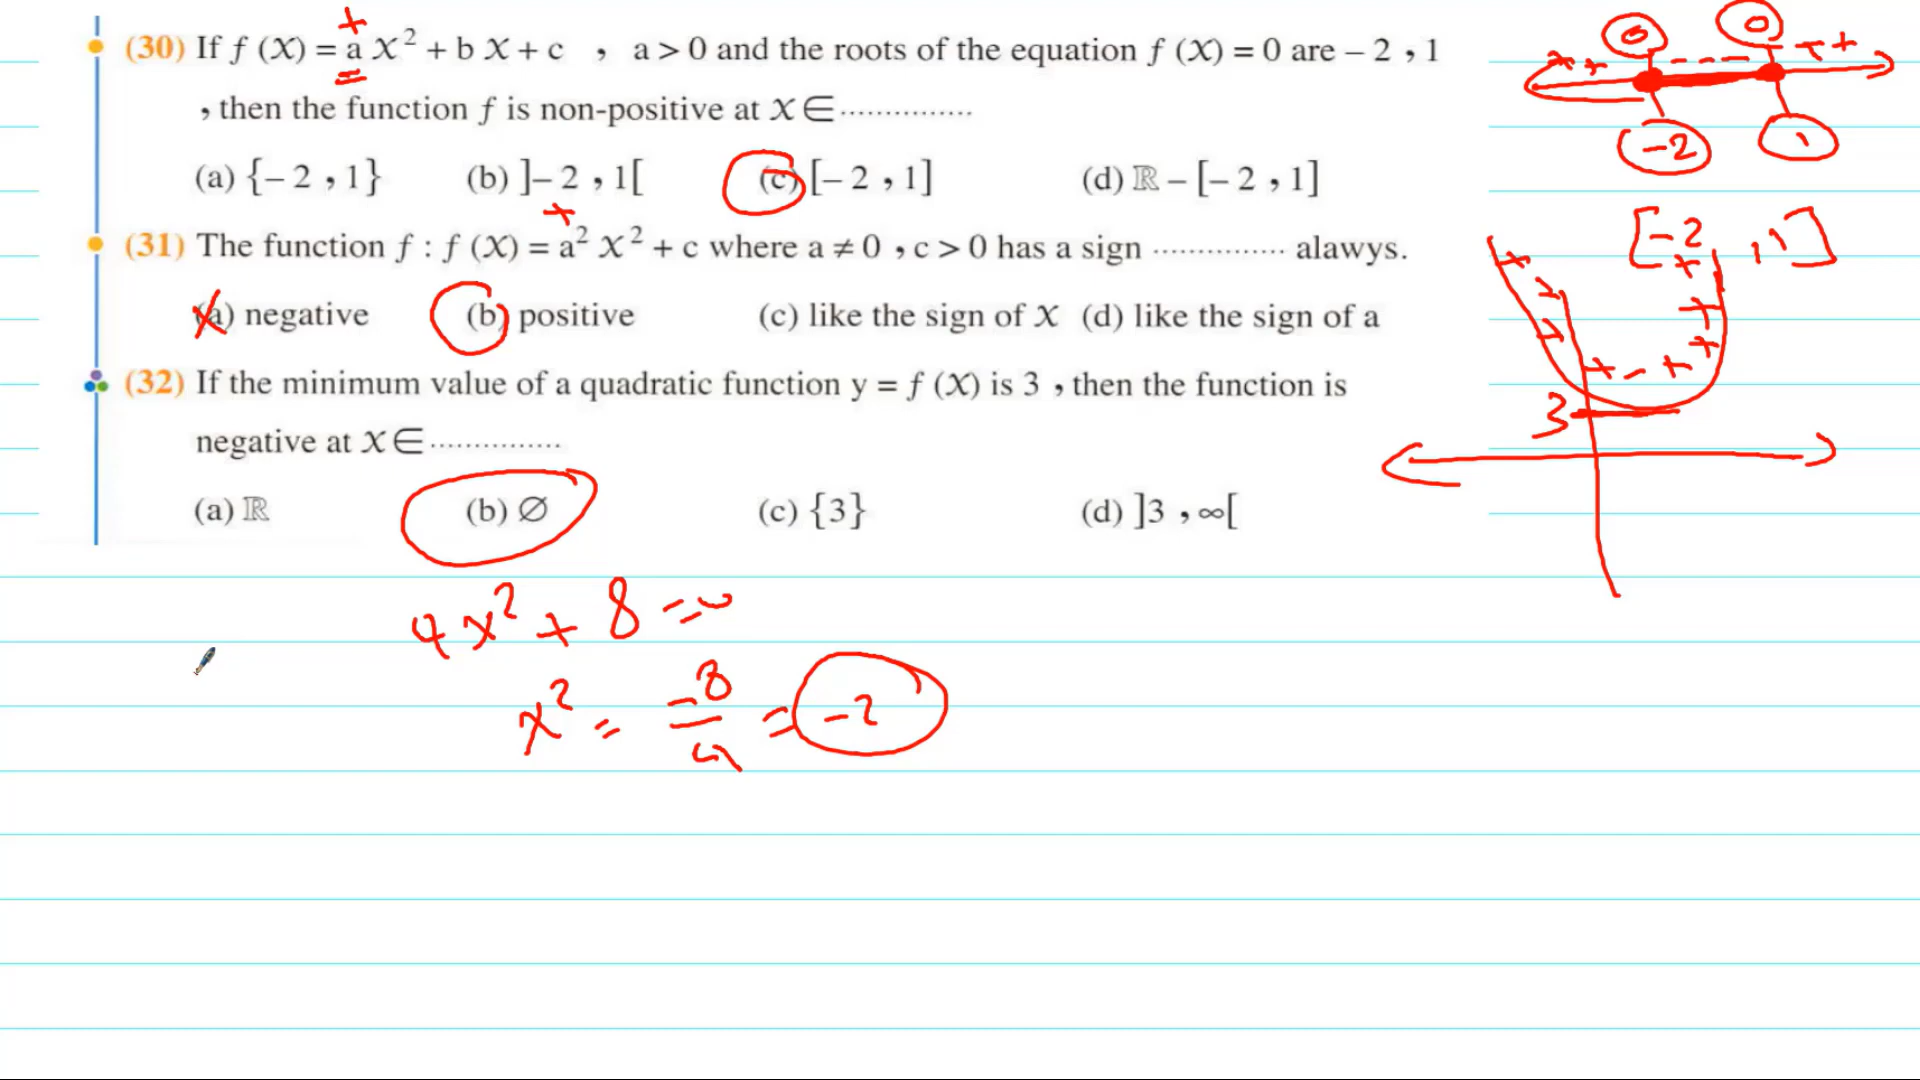 (30) If f (X) = a X² + b X + c , a > 0 and the roots of the equation f (X) = 0 are – 2 , 1
, then the function f is non-positive at X ∈ ...............
(a) {– 2 , 1} (b) ]– 2 , 1[ (c) [– 2 , 1] (d) ℝ – [– 2 , 1]
(31) The function f : f (X) = a² X² + c where a ≠ 0 , c > 0 has a sign ............... alawys.
(a) negative (b) positive (c) like the sign of X (d) like the sign of a
(32) If the minimum value of a quadratic function y = f (X) is 3 , then the function is
negative at X ∈ ...............
(a) ℝ (b) ∅ (c) {3} (d) ]3 , ∞[
4x² + 8 = 0
x² = -8/4 = -2
+
+
0 0
+ + - - - - + +
-2 1
[-2 , 1]
+ + + + + - + +
3